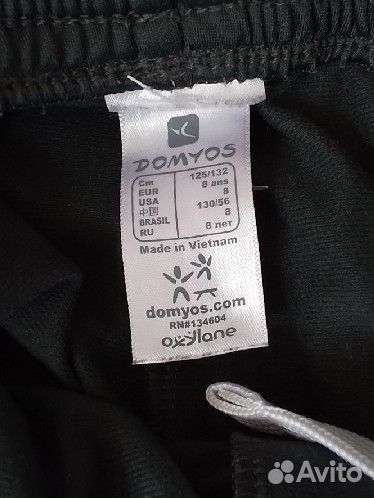 DOMYOS
Cm 125/132
EUR 8 ans
USA 8
中国 130/56
BRASIL 8
RU 8 лет
Made in Vietnam
domyos.com
RN#134604
oxylane
Avito